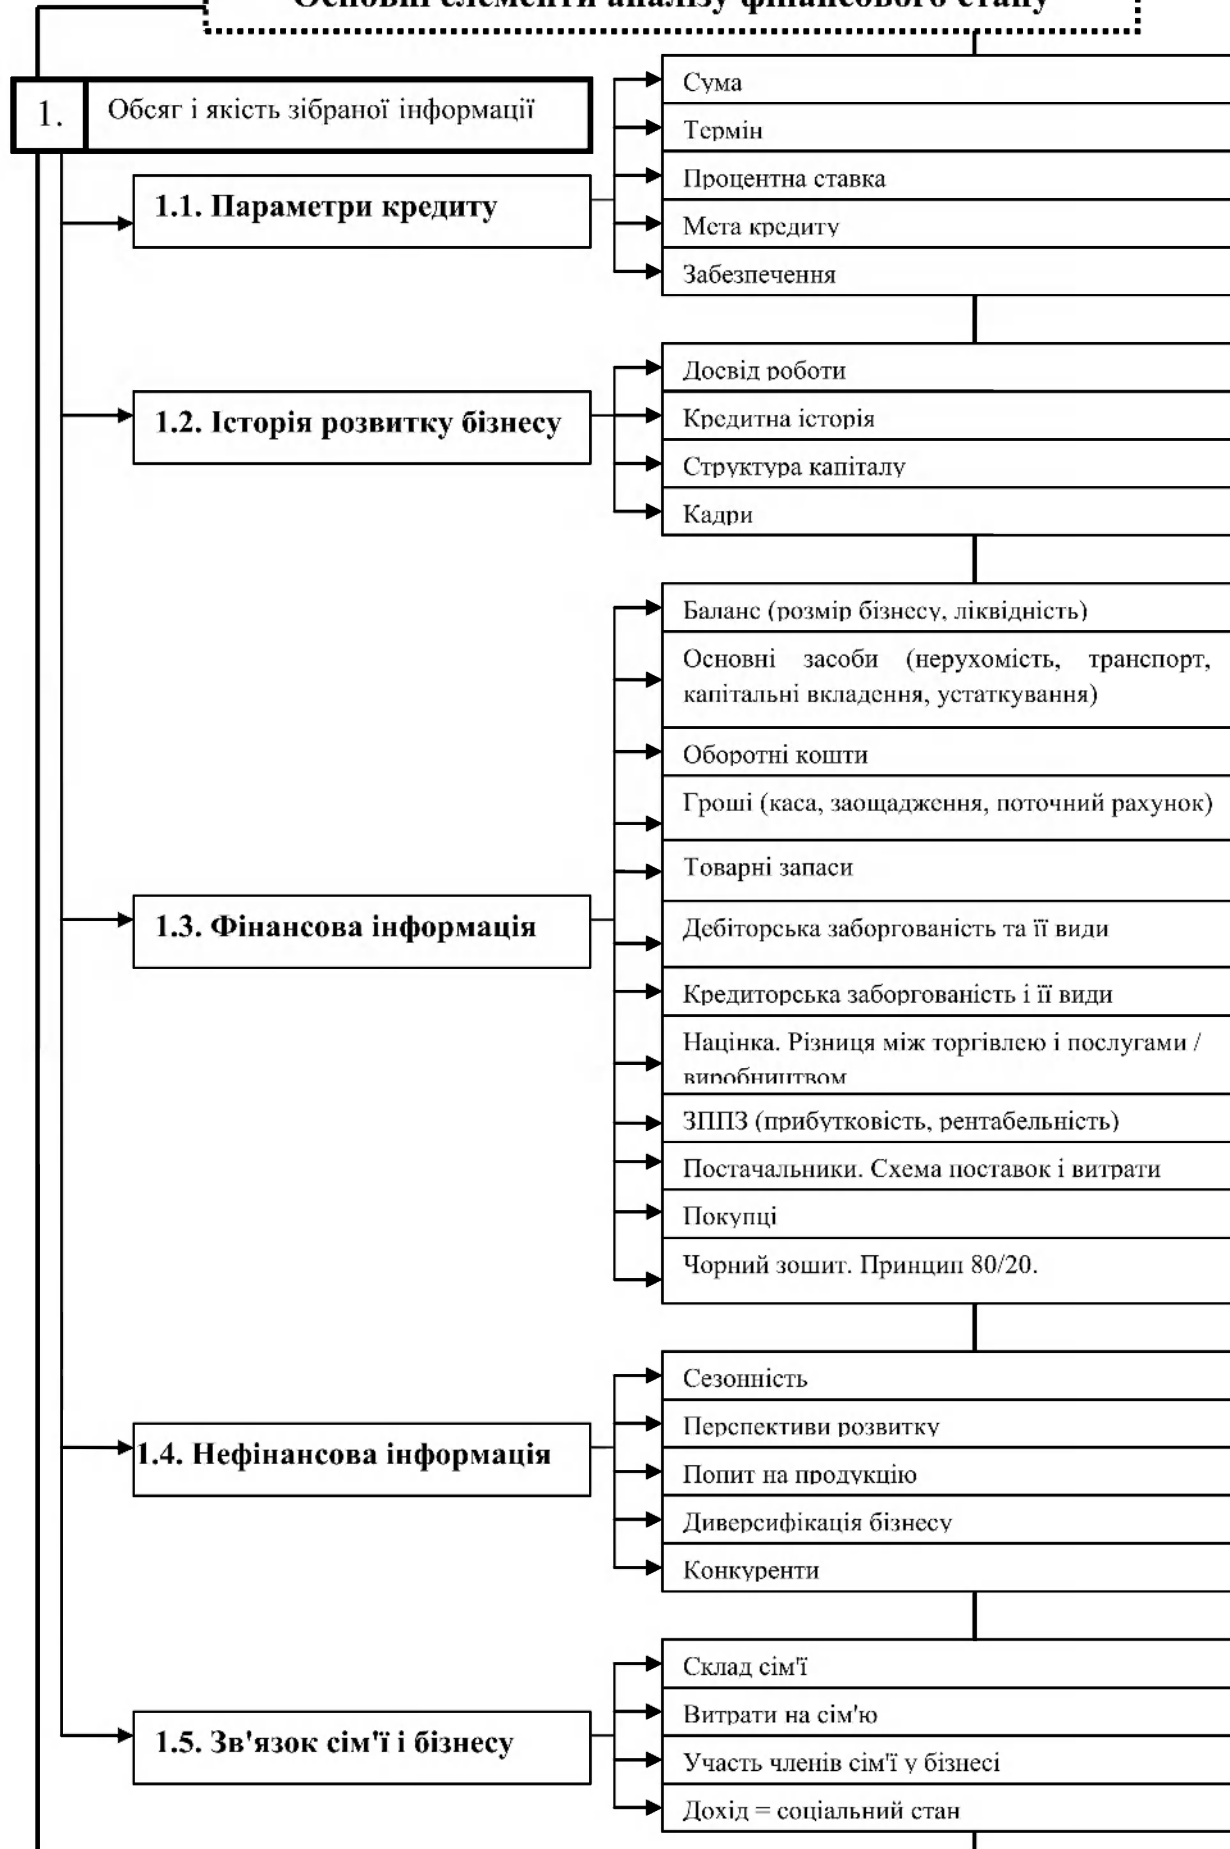 Основні елементи аналізу фінансового стану
1.
Обсяг і якість зібраної інформації
1.1. Параметри кредиту
Сума
Термін
Процентна ставка
Мета кредиту
Забезпечення
1.2. Історія розвитку бізнесу
Досвід роботи
Кредитна історія
Структура капіталу
Кадри
1.3. Фінансова інформація
Баланс (розмір бізнесу, ліквідність)
Основні засоби (нерухомість, транспорт,
капітальні вкладення, устаткування)
Оборотні кошти
Гроші (каса, заощадження, поточний рахунок)
Товарні запаси
Дебіторська заборгованість та її види
Кредиторська заборгованість і її види
Націнка. Різниця між торгівлею і послугами /
виробництвом
ЗППЗ (прибутковість, рентабельність)
Постачальники. Схема поставок і витрати
Покупці
Чорний зошит. Принцип 80/20.
1.4. Нефінансова інформація
Сезонність
Перспективи розвитку
Попит на продукцію
Диверсифікація бізнесу
Конкуренти
1.5. Зв'язок сім'ї і бізнесу
Склад сім'ї
Витрати на сім'ю
Участь членів сім'ї у бізнесі
Дохід = соціальний стан